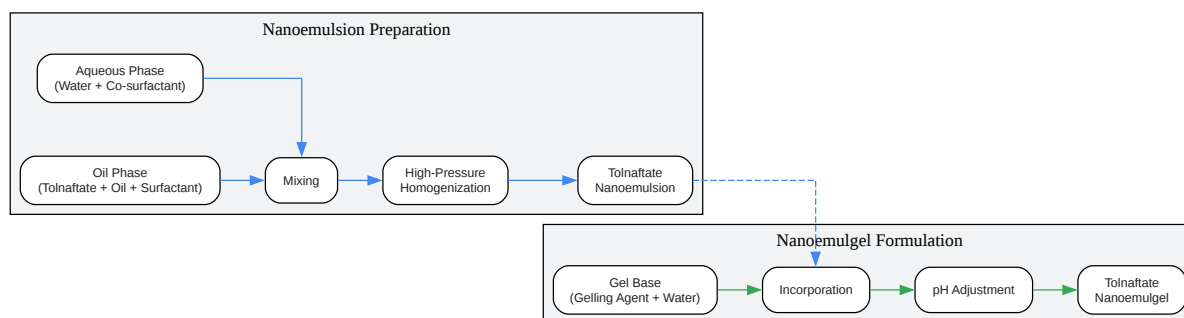 Nanoemulsion Preparation
Aqueous Phase
(Water + Co-surfactant)
Oil Phase
(Tolnaftate + Oil + Surfactant)
Mixing
High-Pressure
Homogenization
Tolnaftate
Nanoemulsion
Nanoemulgel Formulation
Gel Base
(Gelling Agent + Water)
Incorporation
pH Adjustment
Tolnaftate
Nanoemulgel